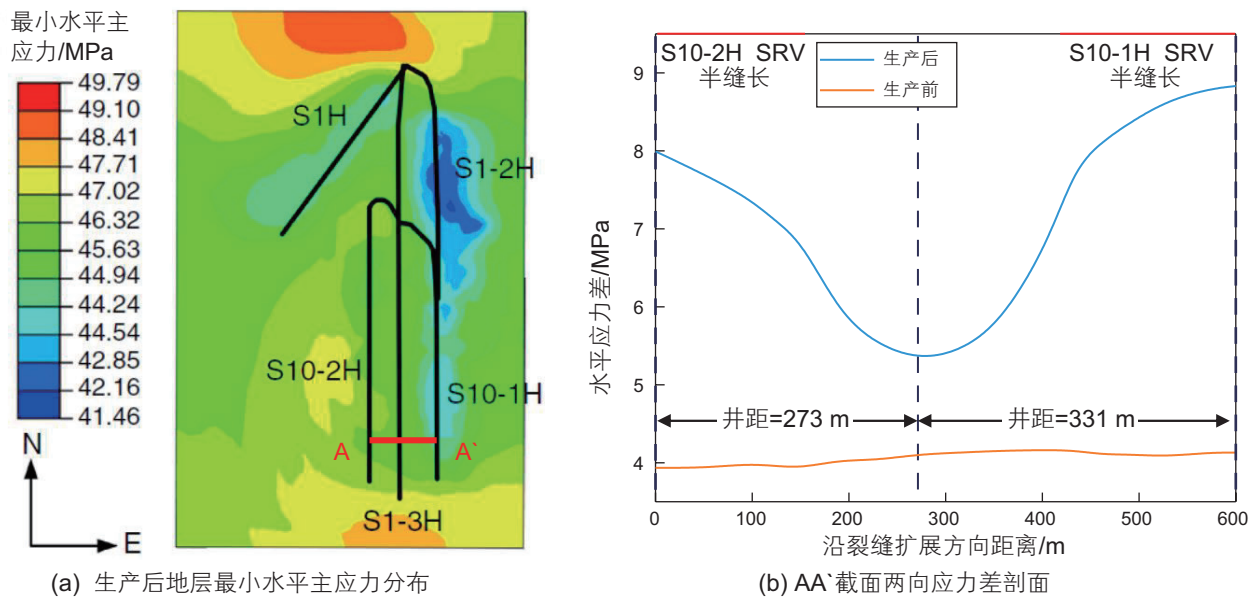 最小水平主
应力/MPa
49.79
49.10
48.41
47.71
47.02
46.32
45.63
44.94
44.24
44.54
42.85
42.16
41.46
N
E
S1H
S1-2H
S10-2H
S10-1H
A
A`
S1-3H
(a) 生产后地层最小水平主应力分布
S10-2H SRV
半缝长
生产后
生产前
S10-1H SRV
半缝长
水平应力差/MPa
9
8
7
6
5
4
井距=273 m
井距=331 m
0
100
200
300
400
500
600
沿裂缝扩展方向距离/m
(b) AA`截面两向应力差剖面